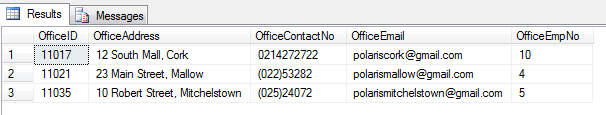 Results Messages
OfficeID OfficeAddress OfficeContactNo OfficeEmail OfficeEmpNo
1 11017 12 South Mall, Cork 0214272722 polariscork@gmail.com 10
2 11021 23 Main Street, Mallow (022)53282 polarismallow@gmail.com 4
3 11035 10 Robert Street, Mitchelstown (025)24072 polarismitchelstown@gmail.com 5